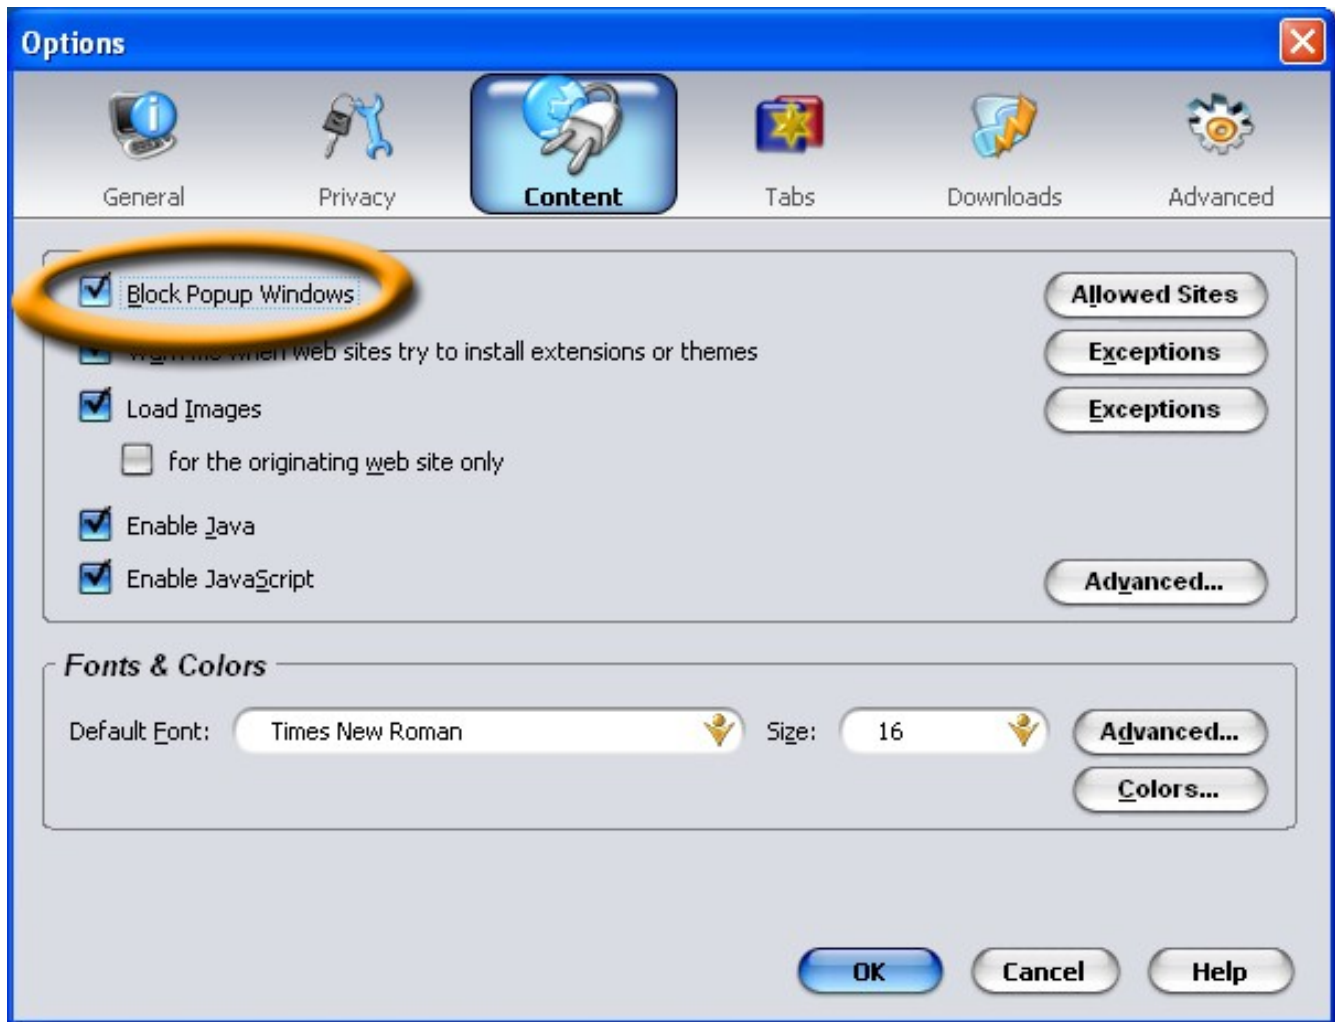 Options
General Privacy Content Tabs Downloads Advanced
Block Popup Windows Allowed Sites
when web sites try to install extensions or themes Exceptions
Load Images Exceptions
for the originating web site only
Enable Java
Enable JavaScript Advanced...
Fonts & Colors
Default Font: Times New Roman Size: 16 Advanced...
Colors...
OK Cancel Help